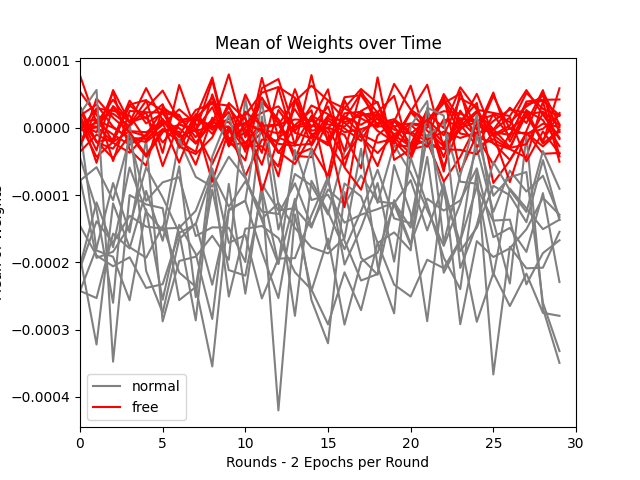 Mean of Weights over Time
0.0001
0.0000
−0.0001
−0.0002
−0.0003
−0.0004
normal
free
0 5 10 15 20 25 30
Rounds - 2 Epochs per Round